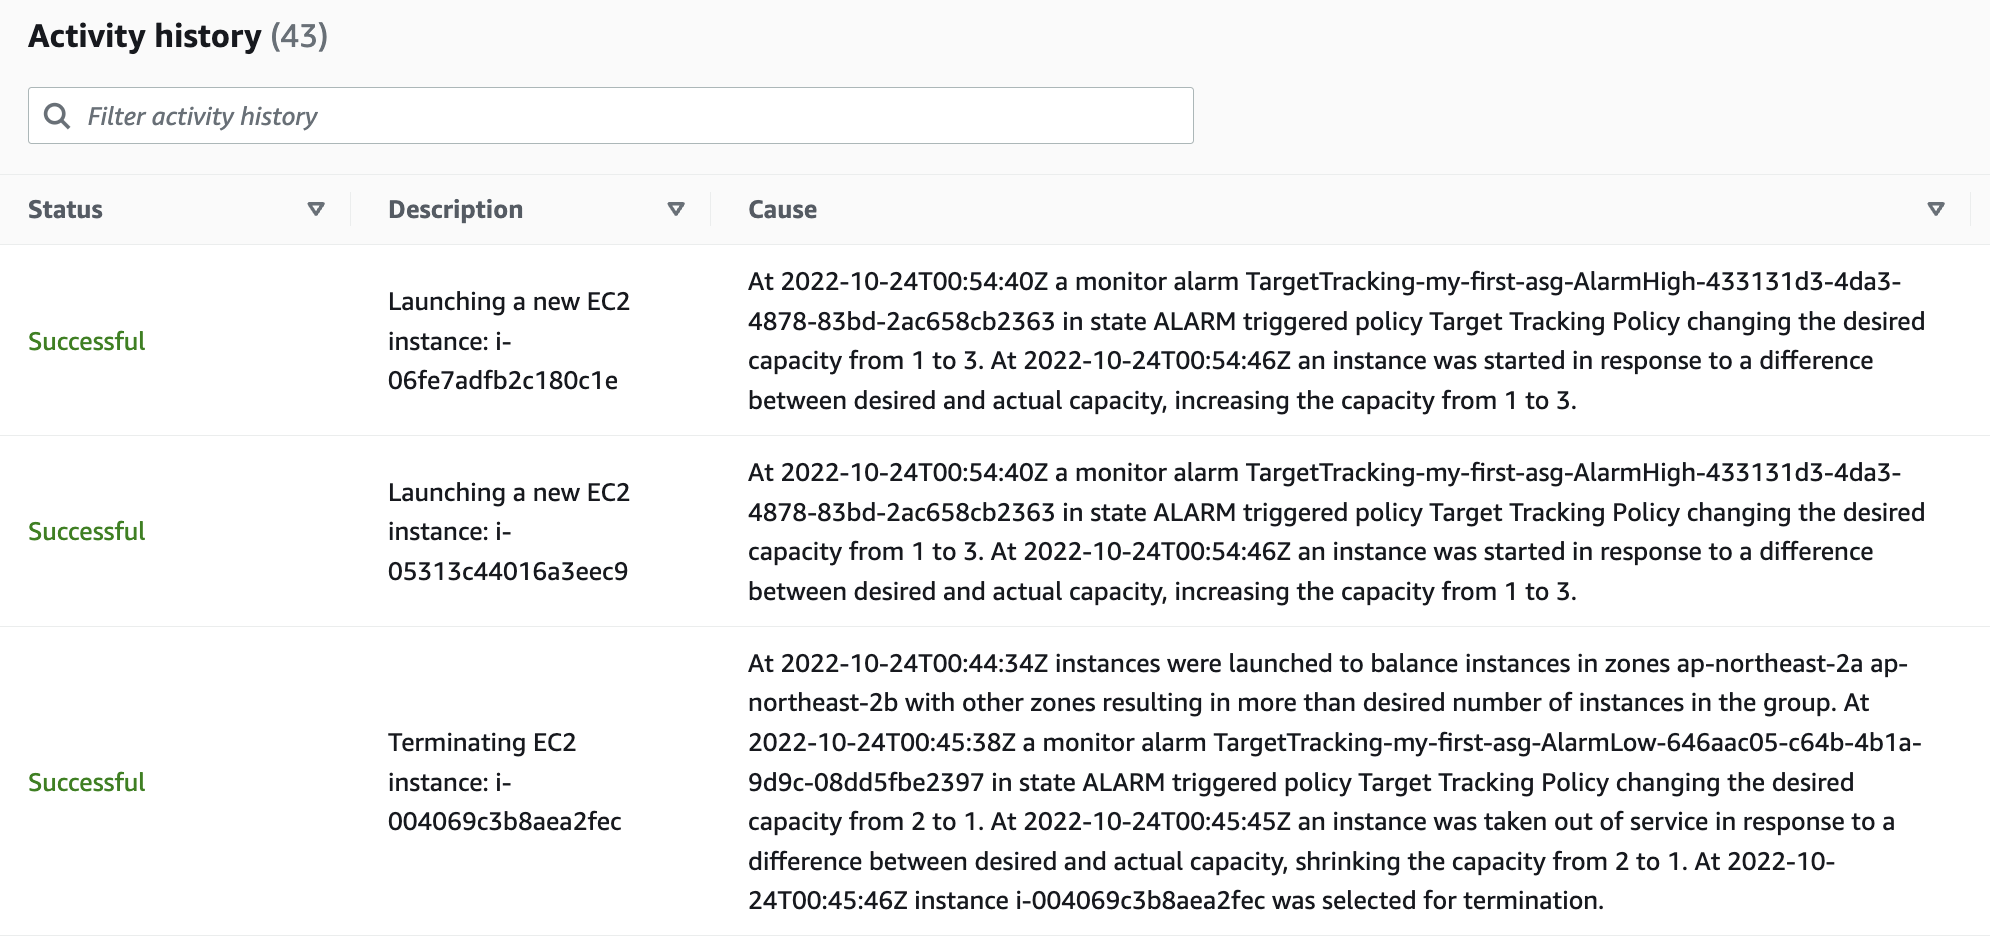 Activity history (43)
Filter activity history
Status
Description
Cause
Successful
Launching a new EC2
instance: i-
06fe7adfb2c180c1e
At 2022-10-24T00:54:40Z a monitor alarm TargetTracking-my-first-asg-AlarmHigh-433131d3-4da3-
4878-83bd-2ac658cb2363 in state ALARM triggered policy Target Tracking Policy changing the desired
capacity from 1 to 3. At 2022-10-24T00:54:46Z an instance was started in response to a difference
between desired and actual capacity, increasing the capacity from 1 to 3.
Successful
Launching a new EC2
instance: i-
05313c44016a3eec9
At 2022-10-24T00:54:40Z a monitor alarm TargetTracking-my-first-asg-AlarmHigh-433131d3-4da3-
4878-83bd-2ac658cb2363 in state ALARM triggered policy Target Tracking Policy changing the desired
capacity from 1 to 3. At 2022-10-24T00:54:46Z an instance was started in response to a difference
between desired and actual capacity, increasing the capacity from 1 to 3.
Successful
Terminating EC2
instance: i-
004069c3b8aea2fec
At 2022-10-24T00:44:34Z instances were launched to balance instances in zones ap-northeast-2a ap-
northeast-2b with other zones resulting in more than desired number of instances in the group. At
2022-10-24T00:45:38Z a monitor alarm TargetTracking-my-first-asg-AlarmLow-646aac05-c64b-4b1a-
9d9c-08dd5fbe2397 in state ALARM triggered policy Target Tracking Policy changing the desired
capacity from 2 to 1. At 2022-10-24T00:45:45Z an instance was taken out of service in response to a
difference between desired and actual capacity, shrinking the capacity from 2 to 1. At 2022-10-
24T00:45:46Z instance i-004069c3b8aea2fec was selected for termination.